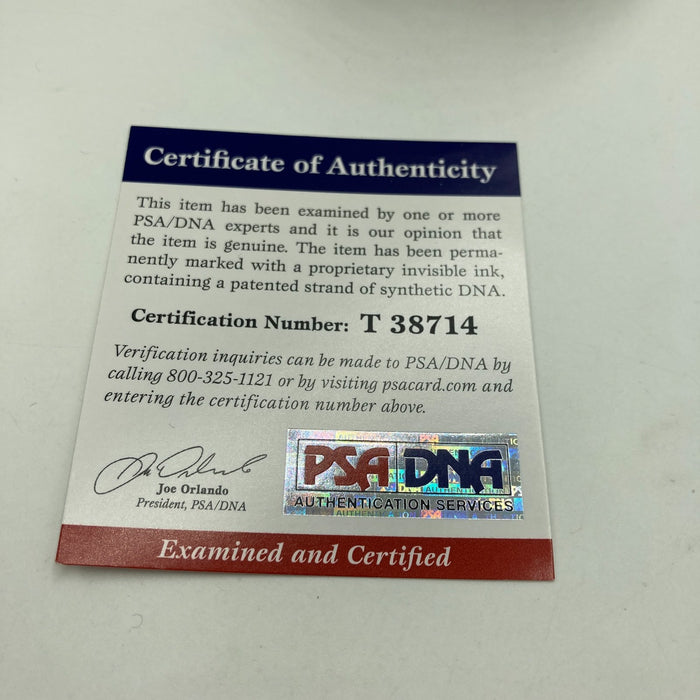 Certificate of Authenticity
This item has been examined by one or more
PSA/DNA experts and it is our opinion that
the item is genuine. The item has been perma-
nently marked with a proprietary invisible ink,
containing a patented strand of synthetic DNA.
Certification Number: T 38714
Verification inquiries can be made to PSA/DNA by
calling 800-325-1121 or by visiting psacard.com and
entering the certification number above.
Joe Orlando
President, PSA/DNA
PSA DNA
AUTHENTICATION SERVICES
Examined and Certified